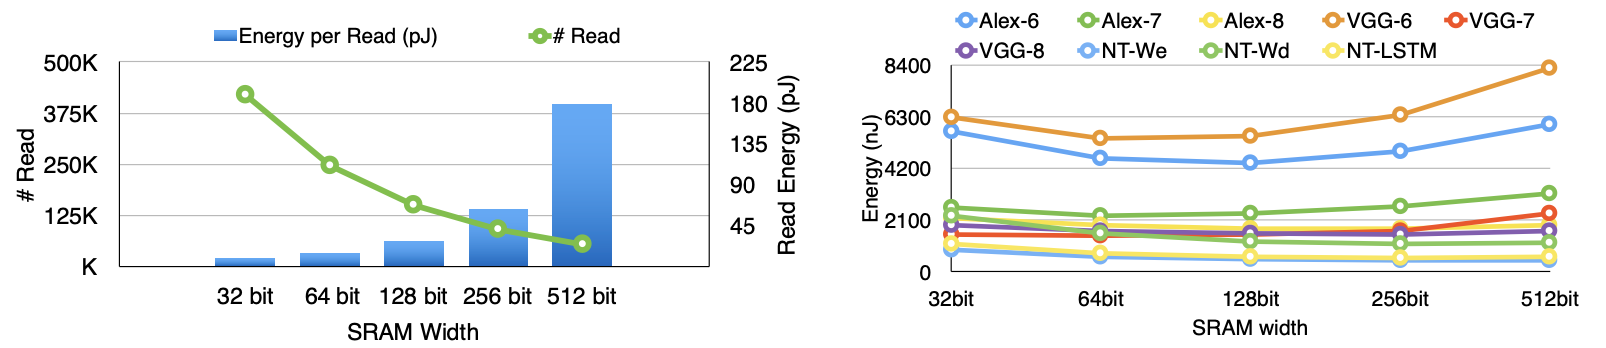 Energy per Read (pJ) # Read
500K
375K
250K
125K
K
# Read
225
180
135
90
45
Read Energy (pJ)
32 bit 64 bit 128 bit 256 bit 512 bit
SRAM Width
Alex-6 Alex-7 Alex-8 VGG-6 VGG-7
VGG-8 NT-We NT-Wd NT-LSTM
8400
6300
4200
2100
0
Energy (nJ)
32bit 64bit 128bit 256bit 512bit
SRAM width